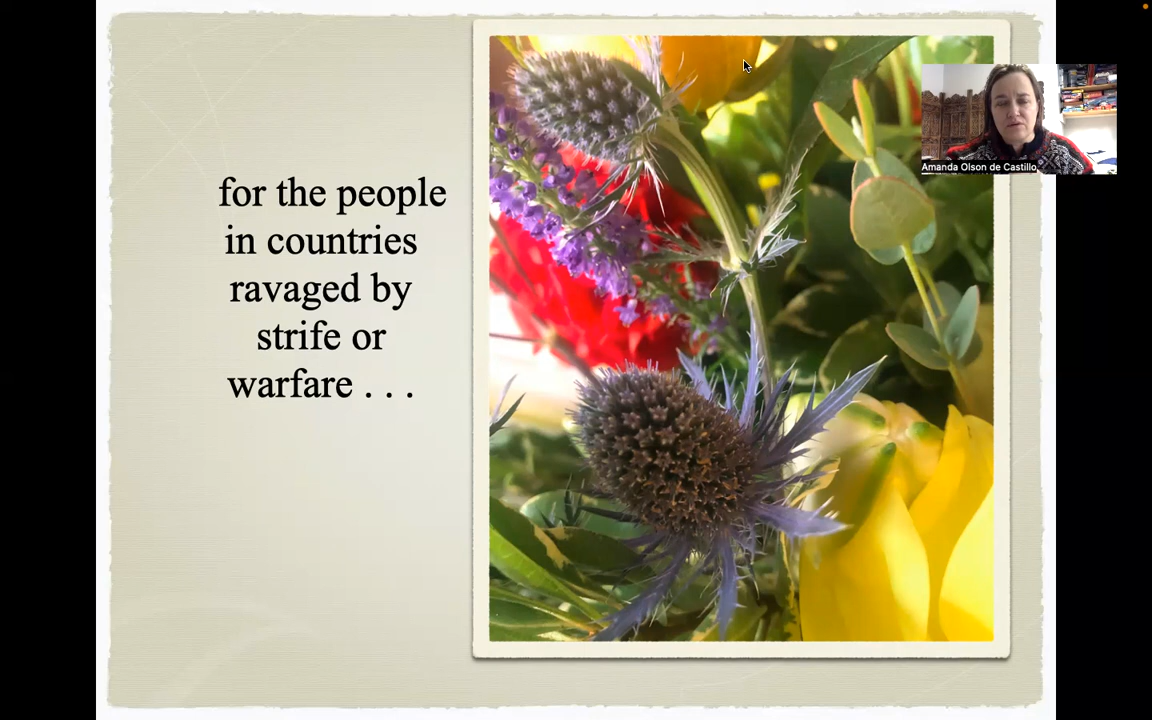 for the people
in countries
ravaged by
strife or
warfare . . .
Amanda Olson de Castillo